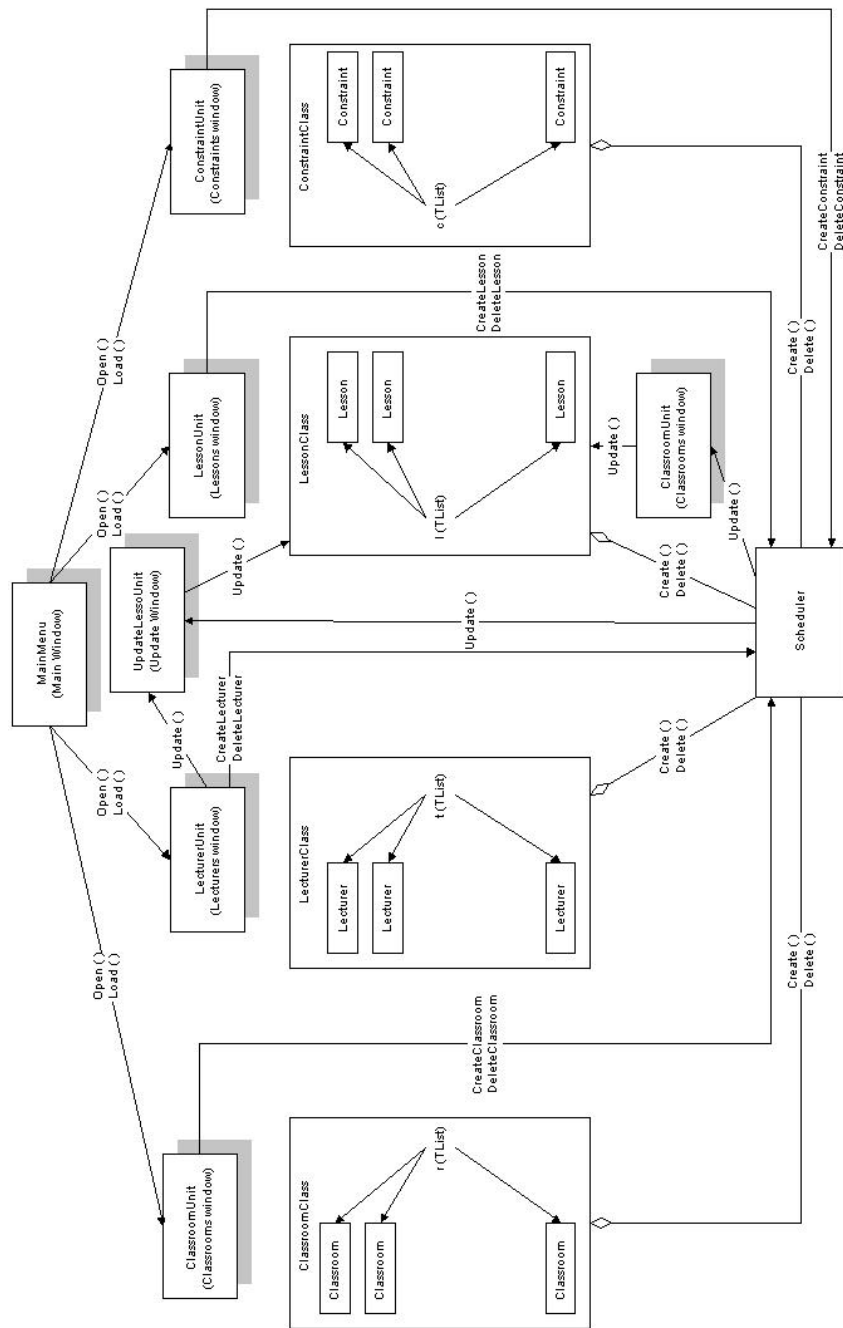 MainMenu
(Main Window)
Open ( )
Load ( )
Open ( )
Load ( )
Open ( )
Load ( )
Open ( )
Load ( )
UpdateLessoUnit
(Update Window)
Update ( )
ClassroomUnit
(Classrooms window)
LecturerUnit
(Lecturers window)
LessonUnit
(Lessons window)
ConstraintUnit
(Constraints window)
CreateLecturer
DeleteLecturer
Update ( )
ClassroomClass
LecturerClass
LessonClass
ConstraintClass
Classroom
Classroom
Classroom
r (TList)
Lecturer
Lecturer
Lecturer
t (TList)
Lesson
Lesson
Lesson
l (TList)
Constraint
Constraint
Constraint
c (TList)
CreateClassroom
DeleteClassroom
Update ( )
CreateLesson
DeleteLesson
Update ( )
ClassroomUnit
(Classrooms window)
Create ( )
Delete ( )
Create ( )
Delete ( )
Update ( )
Create ( )
Delete ( )
Scheduler
Create ( )
Delete ( )
CreateConstraint
DeleteConstraint